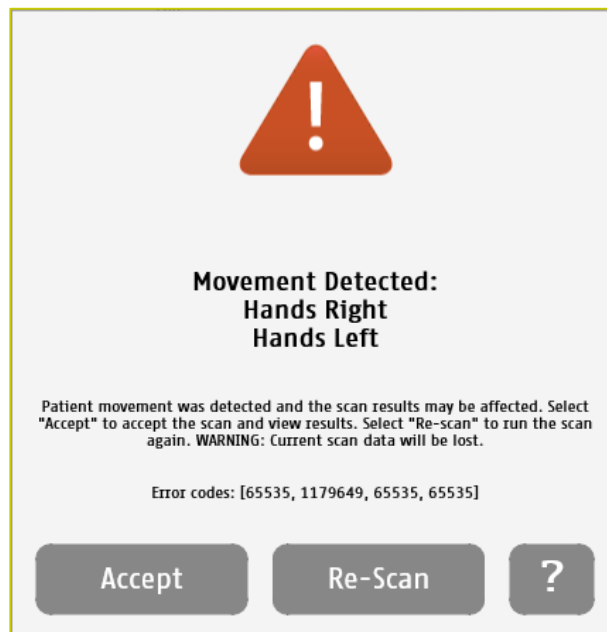 !
Movement Detected:
Hands Right
Hands Left
Patient movement was detected and the scan results may be affected. Select
"Accept" to accept the scan and view results. Select "Re-scan" to run the scan
again. WARNING: Current scan data will be lost.
Error codes: [65535, 1179649, 65535, 65535]
Accept Re-Scan ?